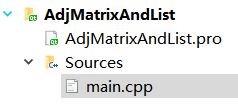 AdjMatrixAndList
AdjMatrixAndList.pro
Sources
main.cpp